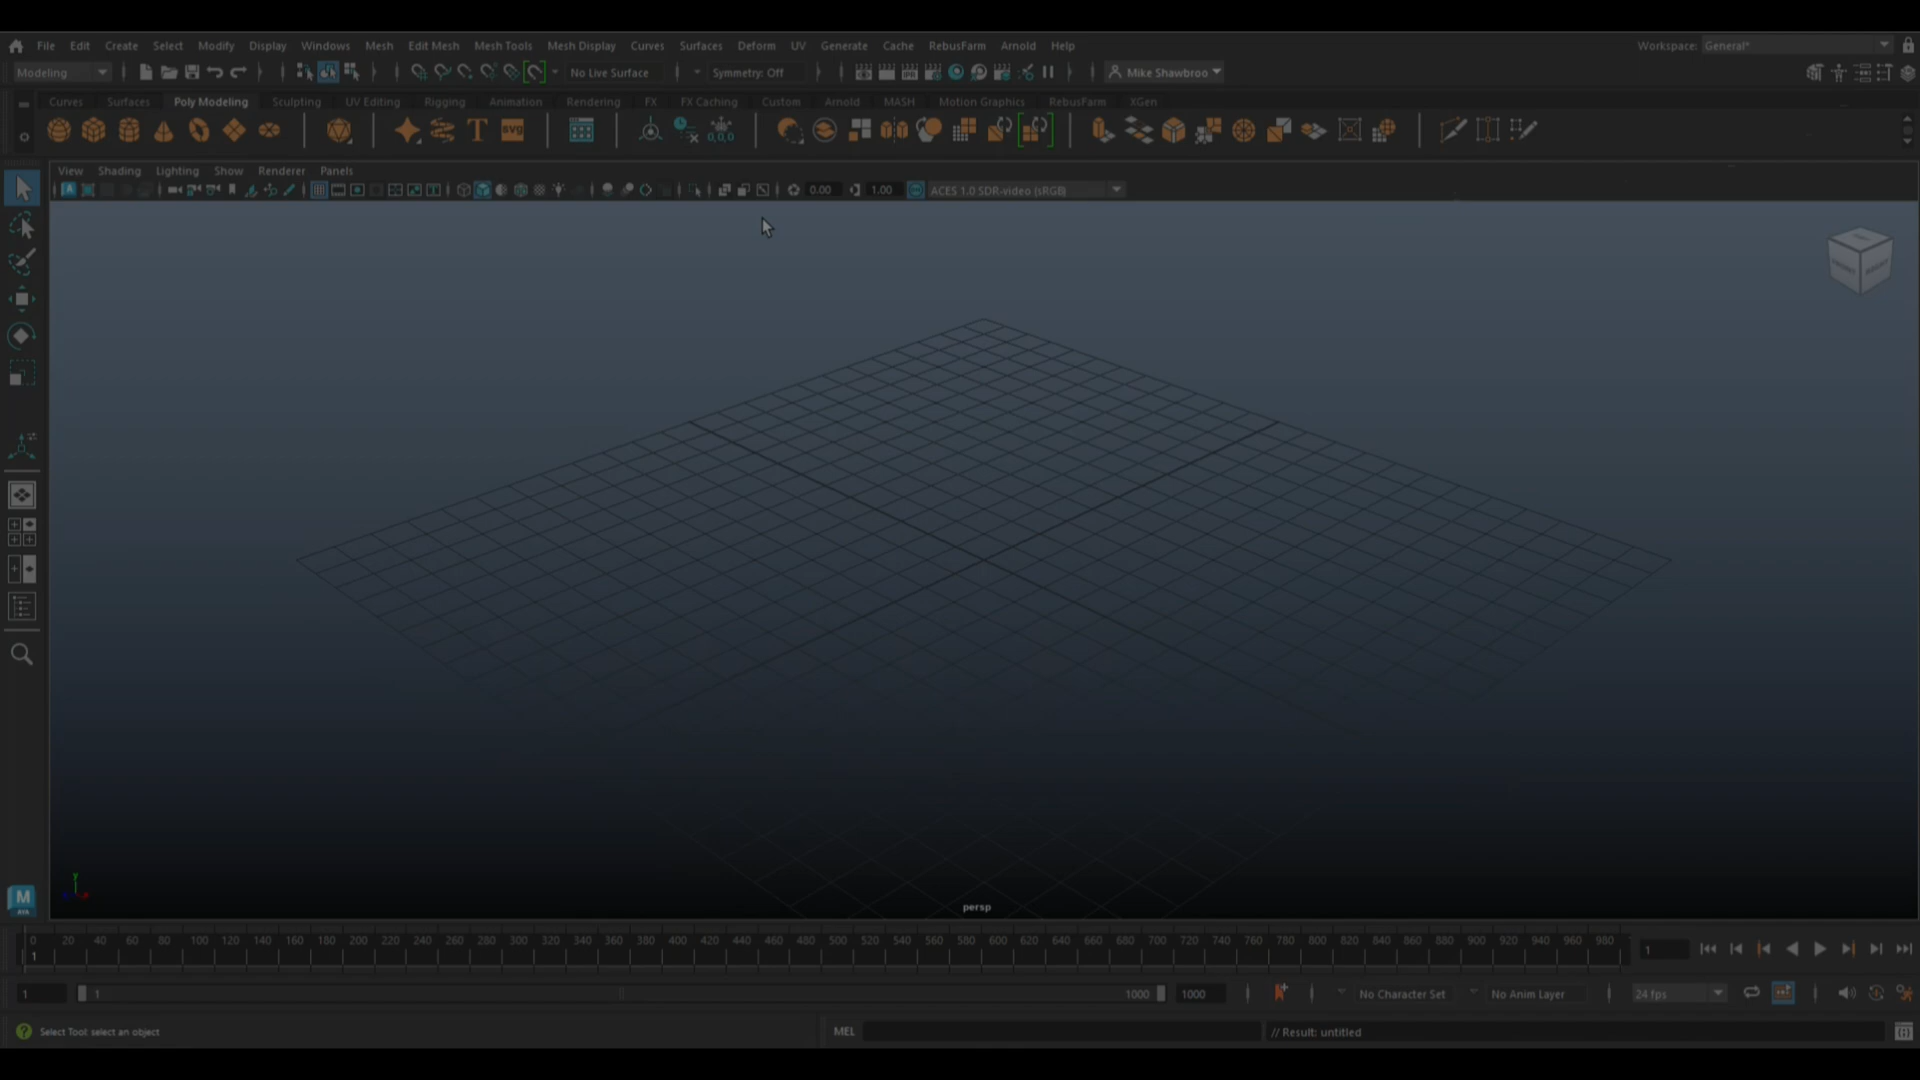 File Edit Create Select Modify Display Windows Mesh Edit Mesh Mesh Tools Mesh Display Curves Surfaces Deform UV Generate Cache RebusFarm Arnold Help Workspace: General*
Modeling No Live Surface Symmetry: Off Mike Shawbroo
Curves Surfaces Poly Modeling Sculpting UV Editing Rigging Animation Rendering FX FX Caching Custom Arnold MASH Motion Graphics RebusFarm XGen
T SVG 0,0,0
View Shading Lighting Show Renderer Panels
0.00 1.00 ACES 1.0 SDR-video (sRGB)
FRONT RIGHT
y
persp
M
0 20 40 60 80 100 120 140 160 180 200 220 240 260 280 300 320 340 360 380 400 420 440 460 480 500 520 540 560 580 600 620 640 660 680 700 720 740 760 780 800 820 840 860 880 900 920 940 960 980
1 1
1 1 1000 1000 No Character Set No Anim Layer 24 fps
Select Tool: select an object MEL // Result: untitled